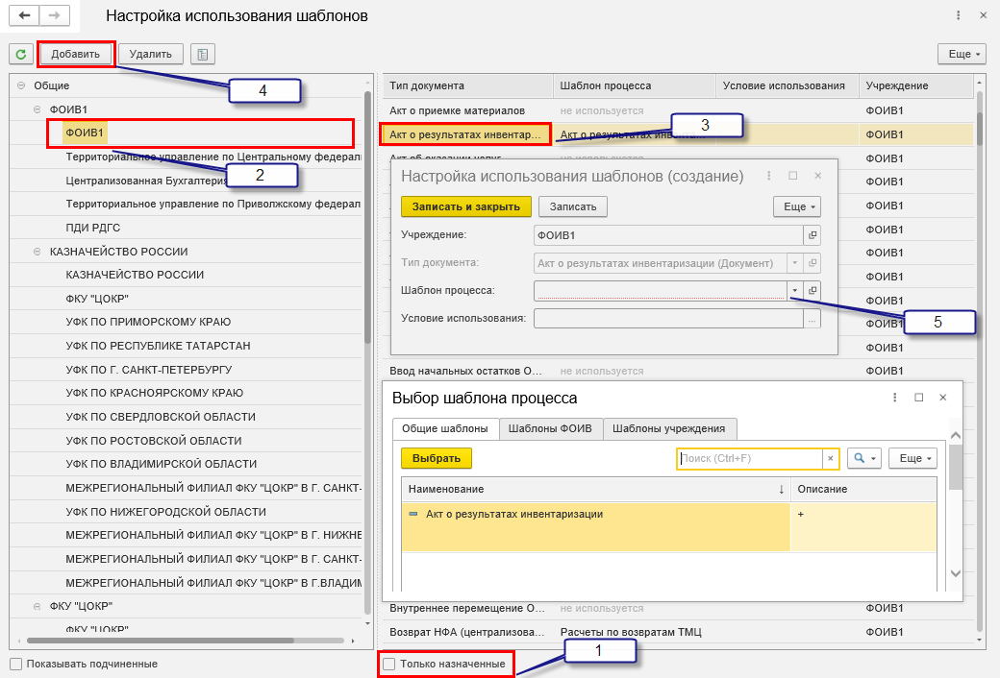 Настройка использования шаблонов
Добавить
Удалить
Еще
4
Общие
ФОИВ1
ФОИВ1
Территориальное управление по Центральному федерал
Централизованная Бухгалтерия
2
Территориальное управление по Приволжскому федерал
ПДИ РДГС
КАЗНАЧЕЙСТВО РОССИИ
КАЗНАЧЕЙСТВО РОССИИ
ФКУ "ЦОКР"
УФК ПО ПРИМОРСКОМУ КРАЮ
УФК ПО РЕСПУБЛИКЕ ТАТАРСТАН
УФК ПО Г. САНКТ-ПЕТЕРБУРГУ
УФК ПО КРАСНОЯРСКОМУ КРАЮ
УФК ПО СВЕРДЛОВСКОЙ ОБЛАСТИ
УФК ПО РОСТОВСКОЙ ОБЛАСТИ
УФК ПО ВЛАДИМИРСКОЙ ОБЛАСТИ
МЕЖРЕГИОНАЛЬНЫЙ ФИЛИАЛ ФКУ "ЦОКР" В Г. САНКТ-
УФК ПО НИЖЕГОРОДСКОЙ ОБЛАСТИ
МЕЖРЕГИОНАЛЬНЫЙ ФИЛИАЛ ФКУ "ЦОКР" В Г. НИЖНЕ
МЕЖРЕГИОНАЛЬНЫЙ ФИЛИАЛ ФКУ "ЦОКР" В Г. САНКТ-
МЕЖРЕГИОНАЛЬНЫЙ ФИЛИАЛ ФКУ "ЦОКР" В Г.ВЛАДИМ
ФКУ "ЦОКР"
ФКУ "ЦОКР"
Показывать подчиненные
Тип документа Шаблон процесса Условие использования Учреждение
Акт о приемке материалов не используется ФОИВ1
3
Акт о результатах инвентар... Акт о результатах инвента... ФОИВ1
Акт об оказании услуг не используется ФОИВ1
ФОИВ1
ФОИВ1
ФОИВ1
ФОИВ1
ФОИВ1
ФОИВ1
ФОИВ1
ФОИВ1
Настройка использования шаблонов (создание)
Записать и закрыть
Записать
Еще
Учреждение: ФОИВ1
Тип документа: Акт о результатах инвентаризации (Документ)
Шаблон процесса:
Условие использования: ...
5
Ввод начальных остатков О... не используется ФОИВ1
Выбор шаблона процесса
Общие шаблоны
Шаблоны ФОИВ
Шаблоны учреждения
Выбрать
Поиск (Ctrl+F)
Еще
Наименование ↓ Описание
Акт о результатах инвентаризации +
Внутреннее перемещение О... не используется ФОИВ1
Возврат НФА (централизова... Расчеты по возвратам ТМЦ ФОИВ1
Только назначенные
1